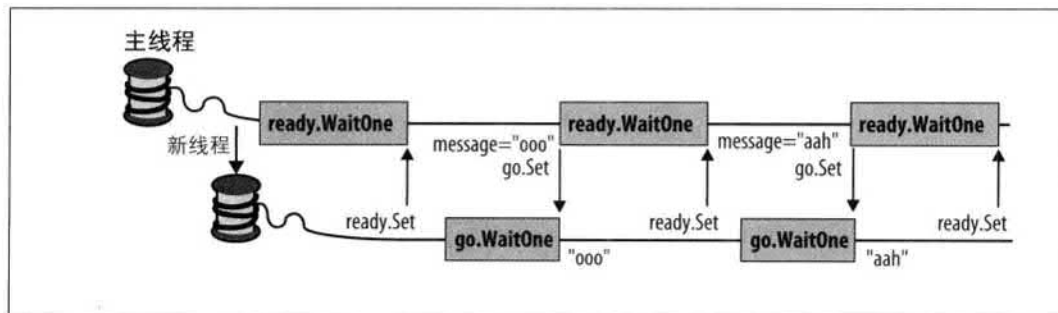 主线程
ready.WaitOne
ready.WaitOne
ready.WaitOne
新线程
message="ooo"
go.Set
message="aah"
go.Set
ready.Set
ready.Set
ready.Set
go.WaitOne
"ooo"
go.WaitOne
"aah"